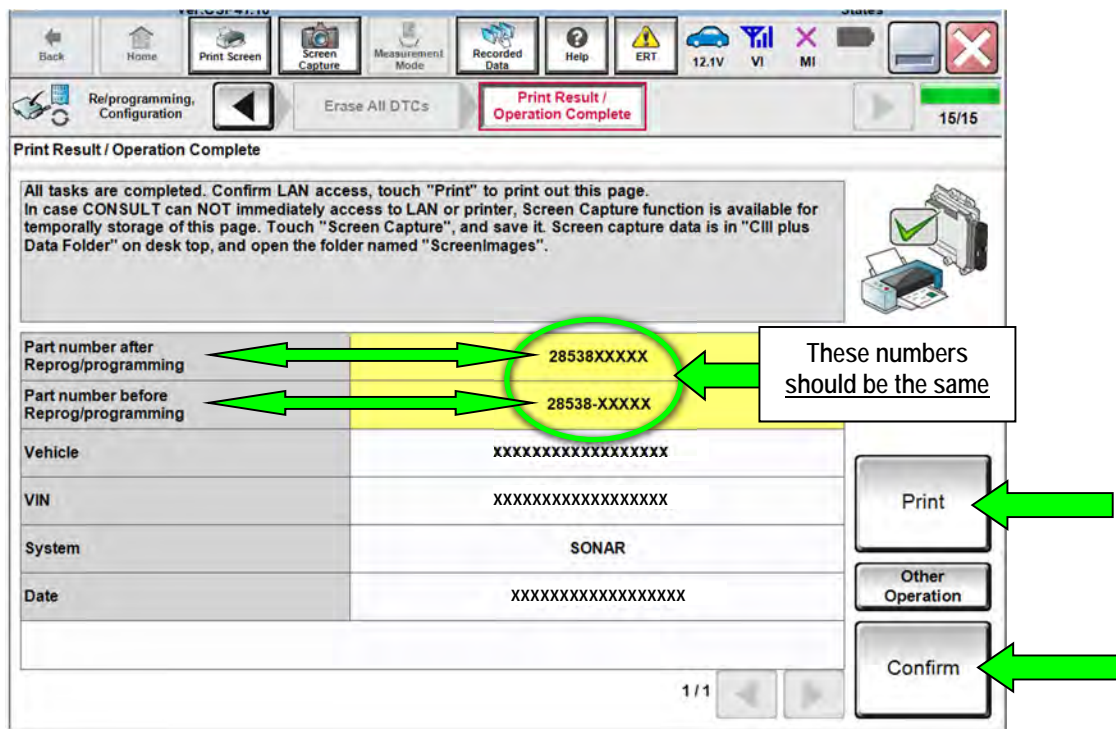 Back
Home
Print Screen
Screen
Capture
Measurement
Mode
Recorded
Data
Help
ERT
12.1V
VI
MI
Re/programming,
Configuration
Erase All DTCs
Print Result /
Operation Complete
15/15
Print Result / Operation Complete
All tasks are completed. Confirm LAN access, touch "Print" to print out this page.
In case CONSULT can NOT immediately access to LAN or printer, Screen Capture function is available for
temporally storage of this page. Touch "Screen Capture", and save it. Screen capture data is in "CIII plus
Data Folder" on desk top, and open the folder named "ScreenImages".
Part number after
Reprog/programming
28538XXXXX
These numbers
should be the same
Part number before
Reprog/programming
28538-XXXXX
Vehicle
XXXXXXXXXXXXXXXXXX
VIN
XXXXXXXXXXXXXXXXXX
Print
System
SONAR
Other
Operation
Date
XXXXXXXXXXXXXXXXXX
Confirm
1/1